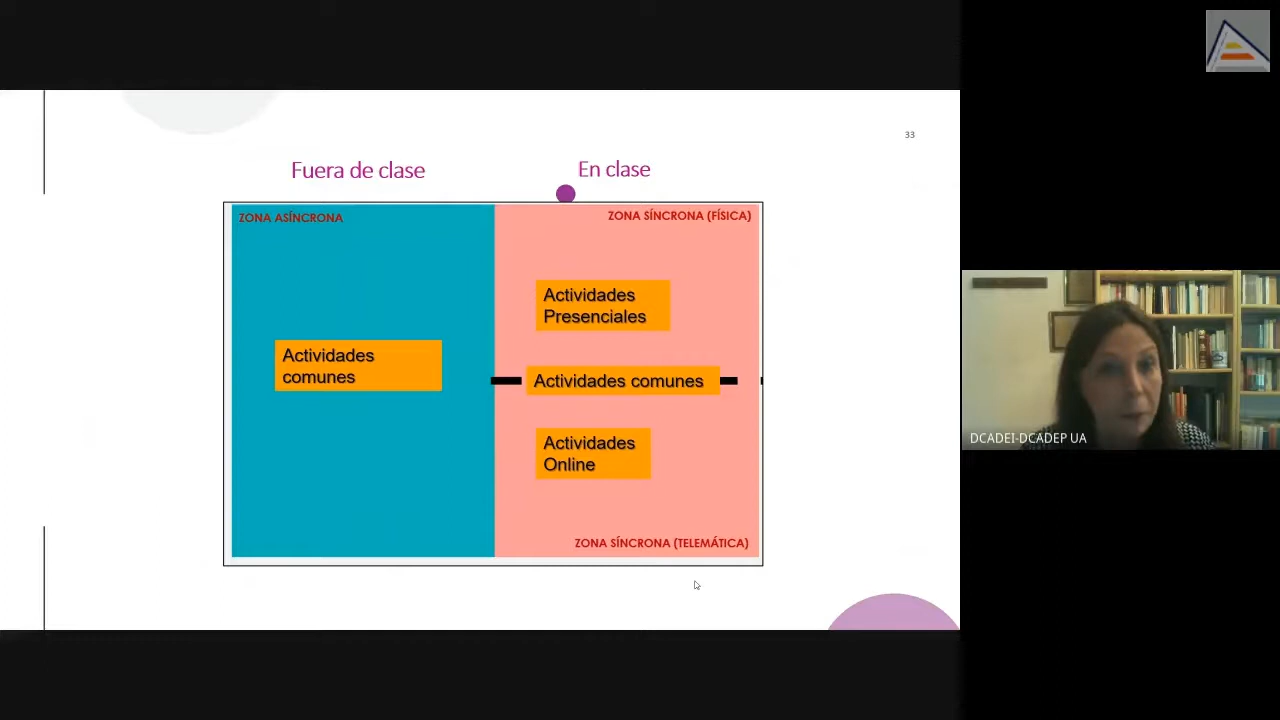 33
Fuera de clase
En clase
ZONA ASÍNCRONA
ZONA SÍNCRONA (FÍSICA)
Actividades
Presenciales
Actividades
comunes
Actividades comunes
Actividades
Online
ZONA SÍNCRONA (TELEMÁTICA)
DCADEI-DCADEP UA